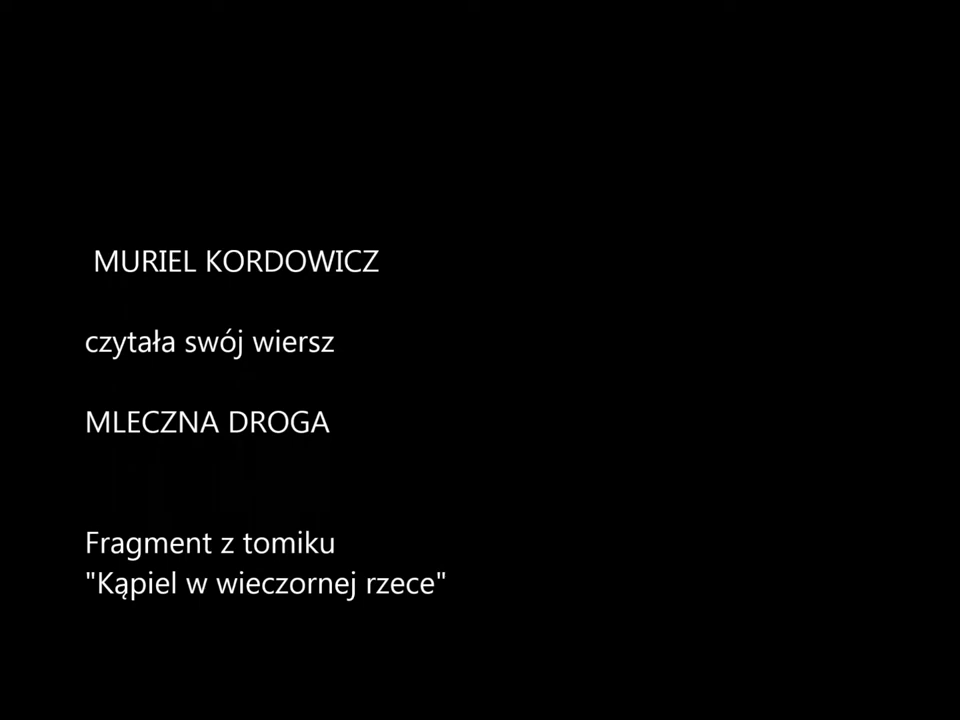 MURIEL KORDOWICZ
czytała swój wiersz
MLECZNA DROGA
Fragment z tomiku
"Kąpiel w wieczornej rzece"